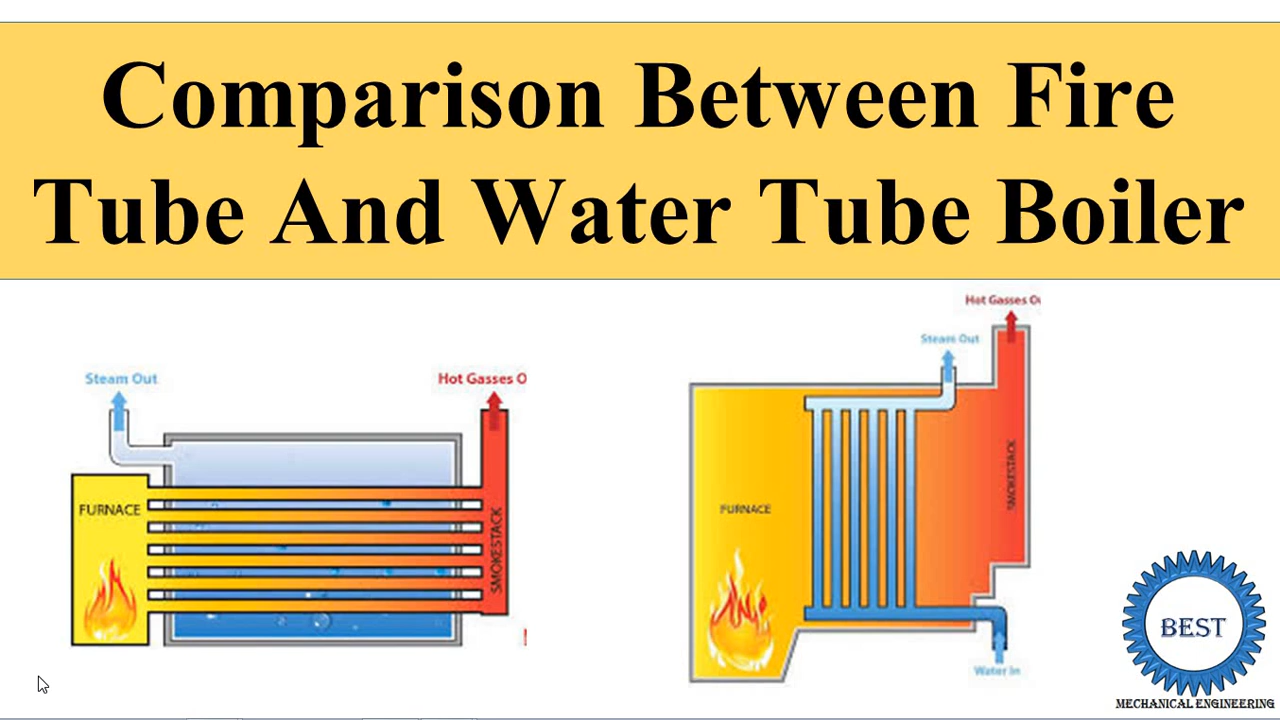 Comparison Between Fire
Tube And Water Tube Boiler
Steam Out
Hot Gasses O
FURNACE
SMOKESTACK
Hot Gasses Ou
Steam Out
FURNACE
SMOKESTACK
Water In
BEST
MECHANICAL ENGINEERING